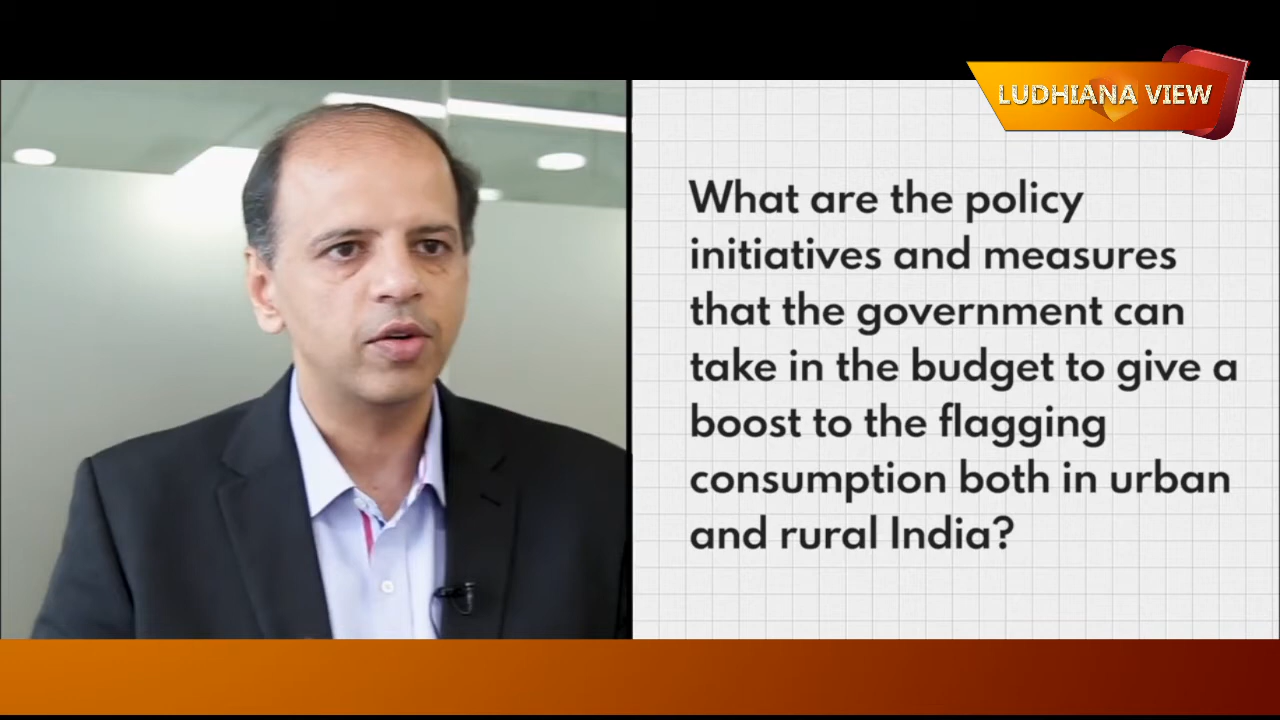 LUDHIANA VIEW
What are the policy
initiatives and measures
that the government can
take in the budget to give a
boost to the flagging
consumption both in urban
and rural India?